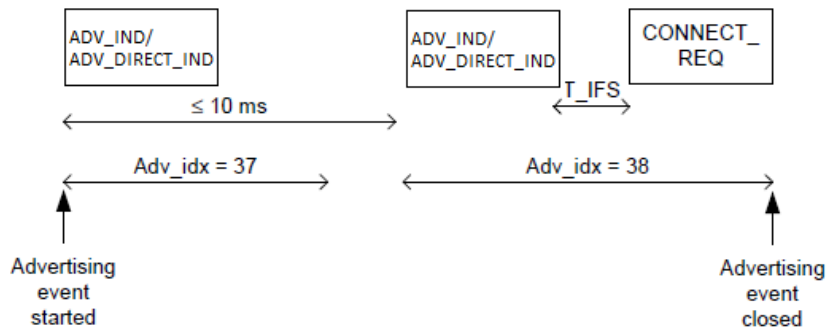 ADV_IND/
ADV_DIRECT_IND
ADV_IND/
ADV_DIRECT_IND
CONNECT_
REQ
T_IFS
≤ 10 ms
Adv_idx = 37
Adv_idx = 38
Advertising
event
started
Advertising
event
closed